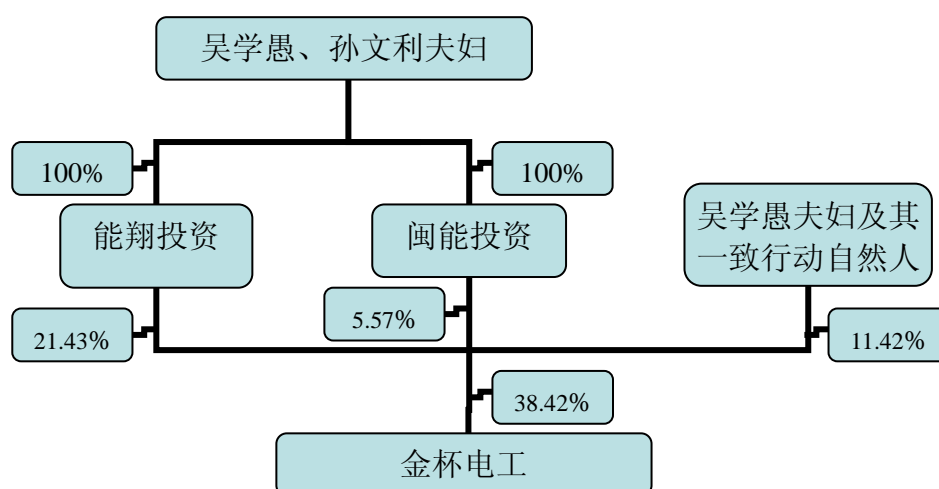 吴学愚、孙文利夫妇
100%
100%
能翔投资
闽能投资
吴学愚夫妇及其
一致行动自然人
21.43%
5.57%
11.42%
38.42%
金杯电工